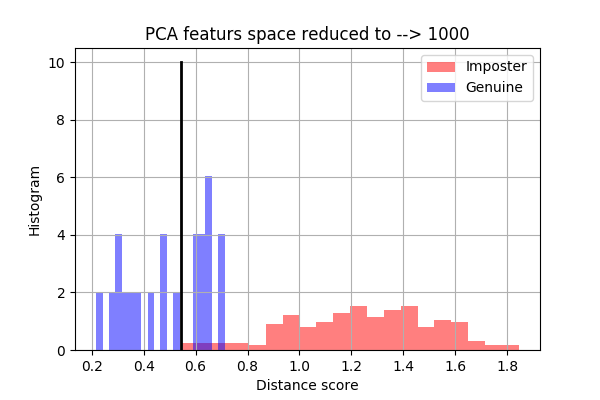 PCA featurs space reduced to --> 1000
10
8
6
4
2
0
Histogram
Imposter
Genuine
0.2 0.4 0.6 0.8 1.0 1.2 1.4 1.6 1.8
Distance score